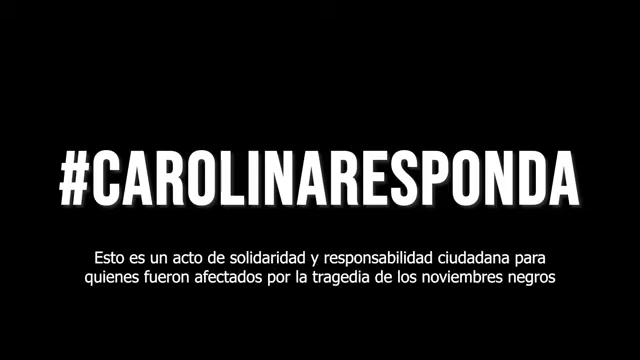 #CAROLINARESPONDA
Esto es un acto de solidaridad y responsabilidad ciudadana para
quienes fueron afectados por la tragedia de los noviembres negros